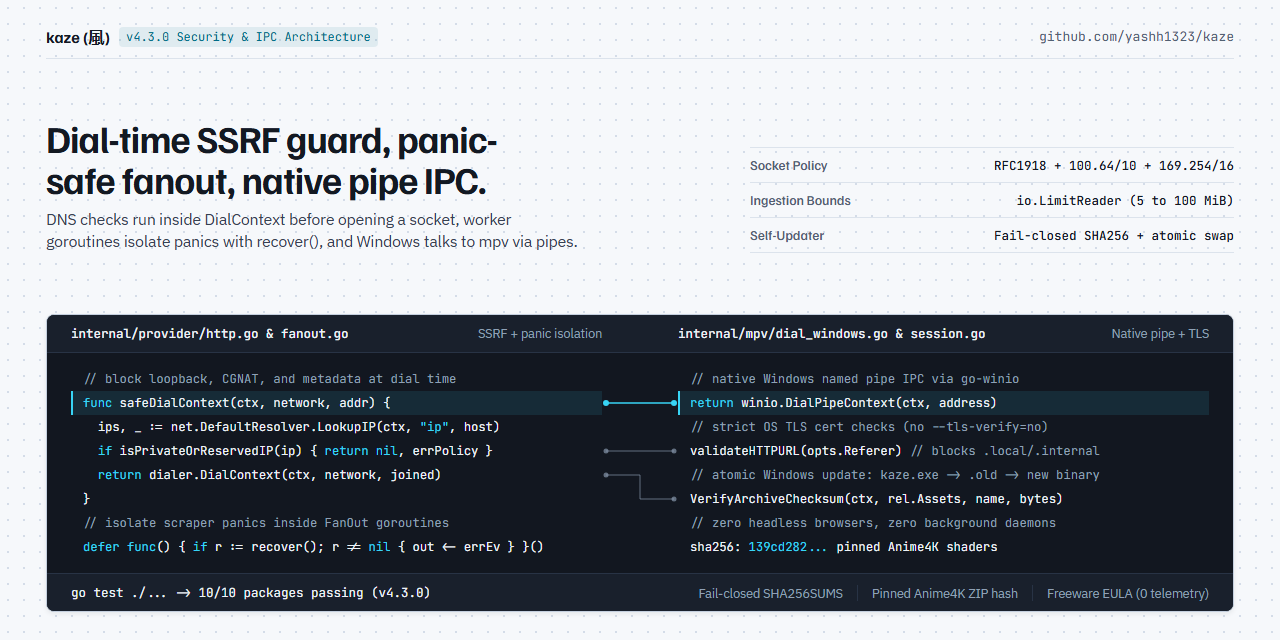 kaze (風) v4.3.0 Security & IPC Architecture
github.com/yashh1323/kaze
Dial-time SSRF guard, panic-
safe fanout, native pipe IPC.
DNS checks run inside DialContext before opening a socket, worker
goroutines isolate panics with recover(), and Windows talks to mpv via pipes.
Socket Policy RFC1918 + 100.64/10 + 169.254/16
Ingestion Bounds io.LimitReader (5 to 100 MiB)
Self-Updater Fail-closed SHA256 + atomic swap
internal/provider/http.go & fanout.go SSRF + panic isolation
// block loopback, CGNAT, and metadata at dial time
func safeDialContext(ctx, network, addr) {
ips, _ := net.DefaultResolver.LookupIP(ctx, "ip", host)
if isPrivateOrReservedIP(ip) { return nil, errPolicy }
return dialer.DialContext(ctx, network, joined)
}
// isolate scraper panics inside FanOut goroutines
defer func() { if r := recover(); r != nil { out <- errEv } }()
internal/mpv/dial_windows.go & session.go Native pipe + TLS
// native Windows named pipe IPC via go-winio
return winio.DialPipeContext(ctx, address)
// strict OS TLS cert checks (no --tls-verify=no)
validateHTTPURL(opts.Referer) // blocks .local/.internal
// atomic Windows update: kaze.exe -> .old -> new binary
VerifyArchiveChecksum(ctx, rel.Assets, name, bytes)
// zero headless browsers, zero background daemons
sha256: 139cd282... pinned Anime4K shaders
go test ./... -> 10/10 packages passing (v4.3.0)
Fail-closed SHA256SUMS
Pinned Anime4K ZIP hash
Freeware EULA (0 telemetry)